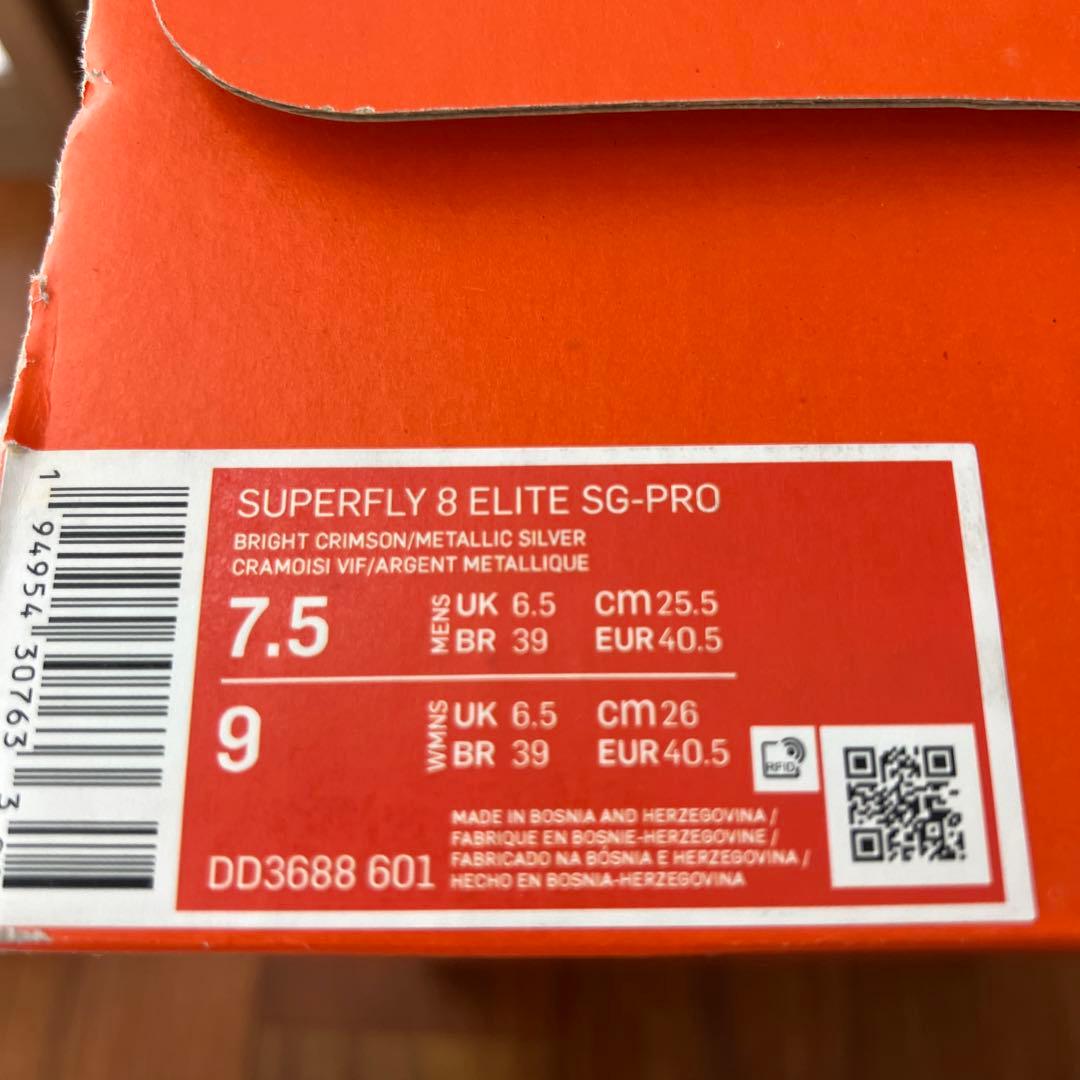 SUPERFLY 8 ELITE SG-PRO
BRIGHT CRIMSON/METALLIC SILVER
CRAMOISI VIF/ARGENT METALLIQUE
7.5 MENS UK 6.5 cm 25.5
BR 39 EUR 40.5
9 WMNS UK 6.5 cm 26
BR 39 EUR 40.5
RFID
MADE IN BOSNIA AND HERZEGOVINA /
FABRIQUE EN BOSNIE-HERZEGOVINE /
FABRICADO NA BÓSNIA E HERZEGOVINA /
HECHO EN BOSNIA-HERZEGOVINA
DD3688 601
1 94954 30763 3